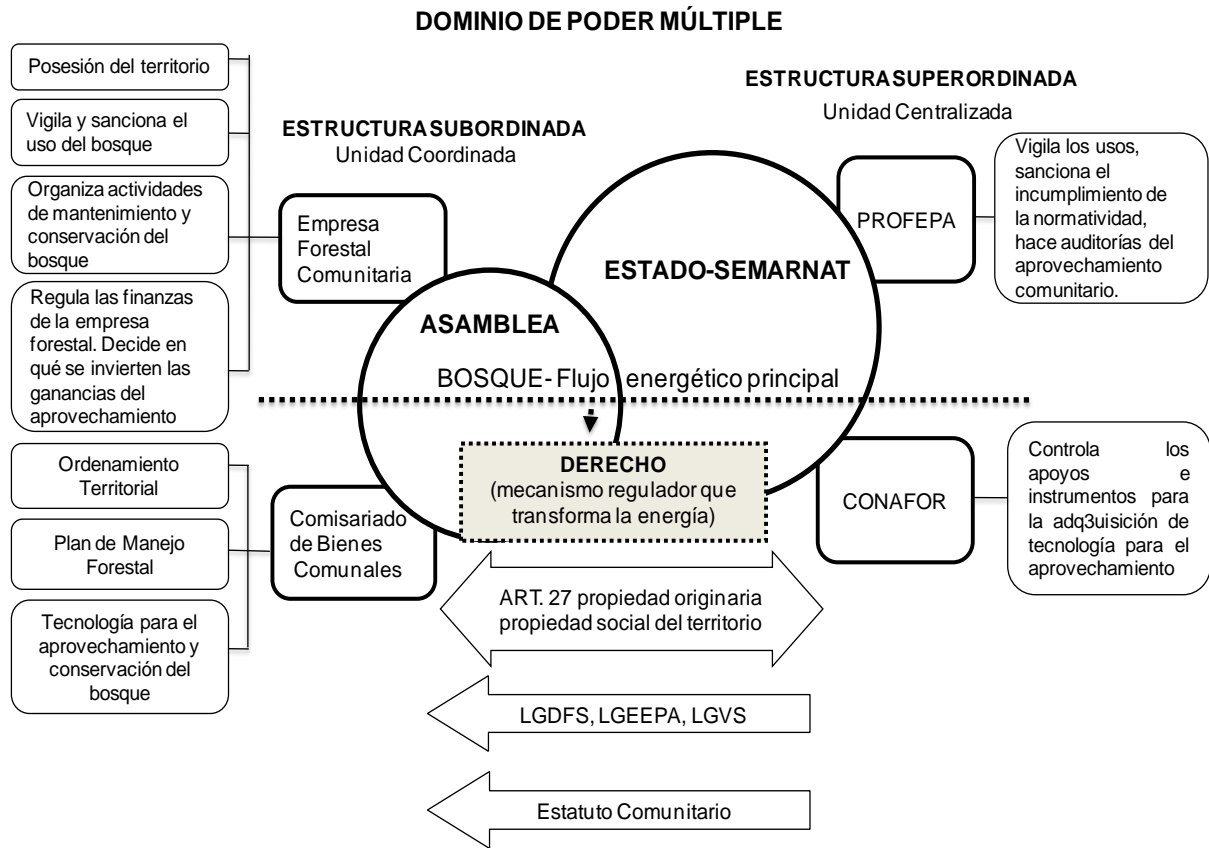 DOMINIO DE PODER MÚLTIPLE
Posesión del territorio
Vigila y sanciona el
uso del bosque
Organiza actividades
de mantenimiento y
conservación del
bosque
Regula las finanzas
de la empresa
forestal. Decide en
qué se invierten las
ganancias del
aprovechamiento
Ordenamiento
Territorial
Plan de Manejo
Forestal
Tecnología para el
aprovechamiento y
conservación del
bosque
ESTRUCTURA SUBORDINADA
Unidad Coordinada
Empresa
Forestal
Comunitaria
Comisariado
de Bienes
Comunales
ESTRUCTURA SUPERORDINADA
Unidad Centralizada
ASAMBLEA
ESTADO-SEMARNAT
BOSQUE- Flujo energético principal
DERECHO
(mecanismo regulador que
transforma la energía)
PROFEPA
Vigila los usos,
sanciona el
incumplimiento de
la normatividad,
hace auditorías del
aprovechamiento
comunitario.
CONAFOR
Controla los
apoyos e
instrumentos para
la adq3uisición de
tecnología para el
aprovechamiento
ART. 27 propiedad originaria
propiedad social del territorio
LGDFS, LGEEPA, LGVS
Estatuto Comunitario